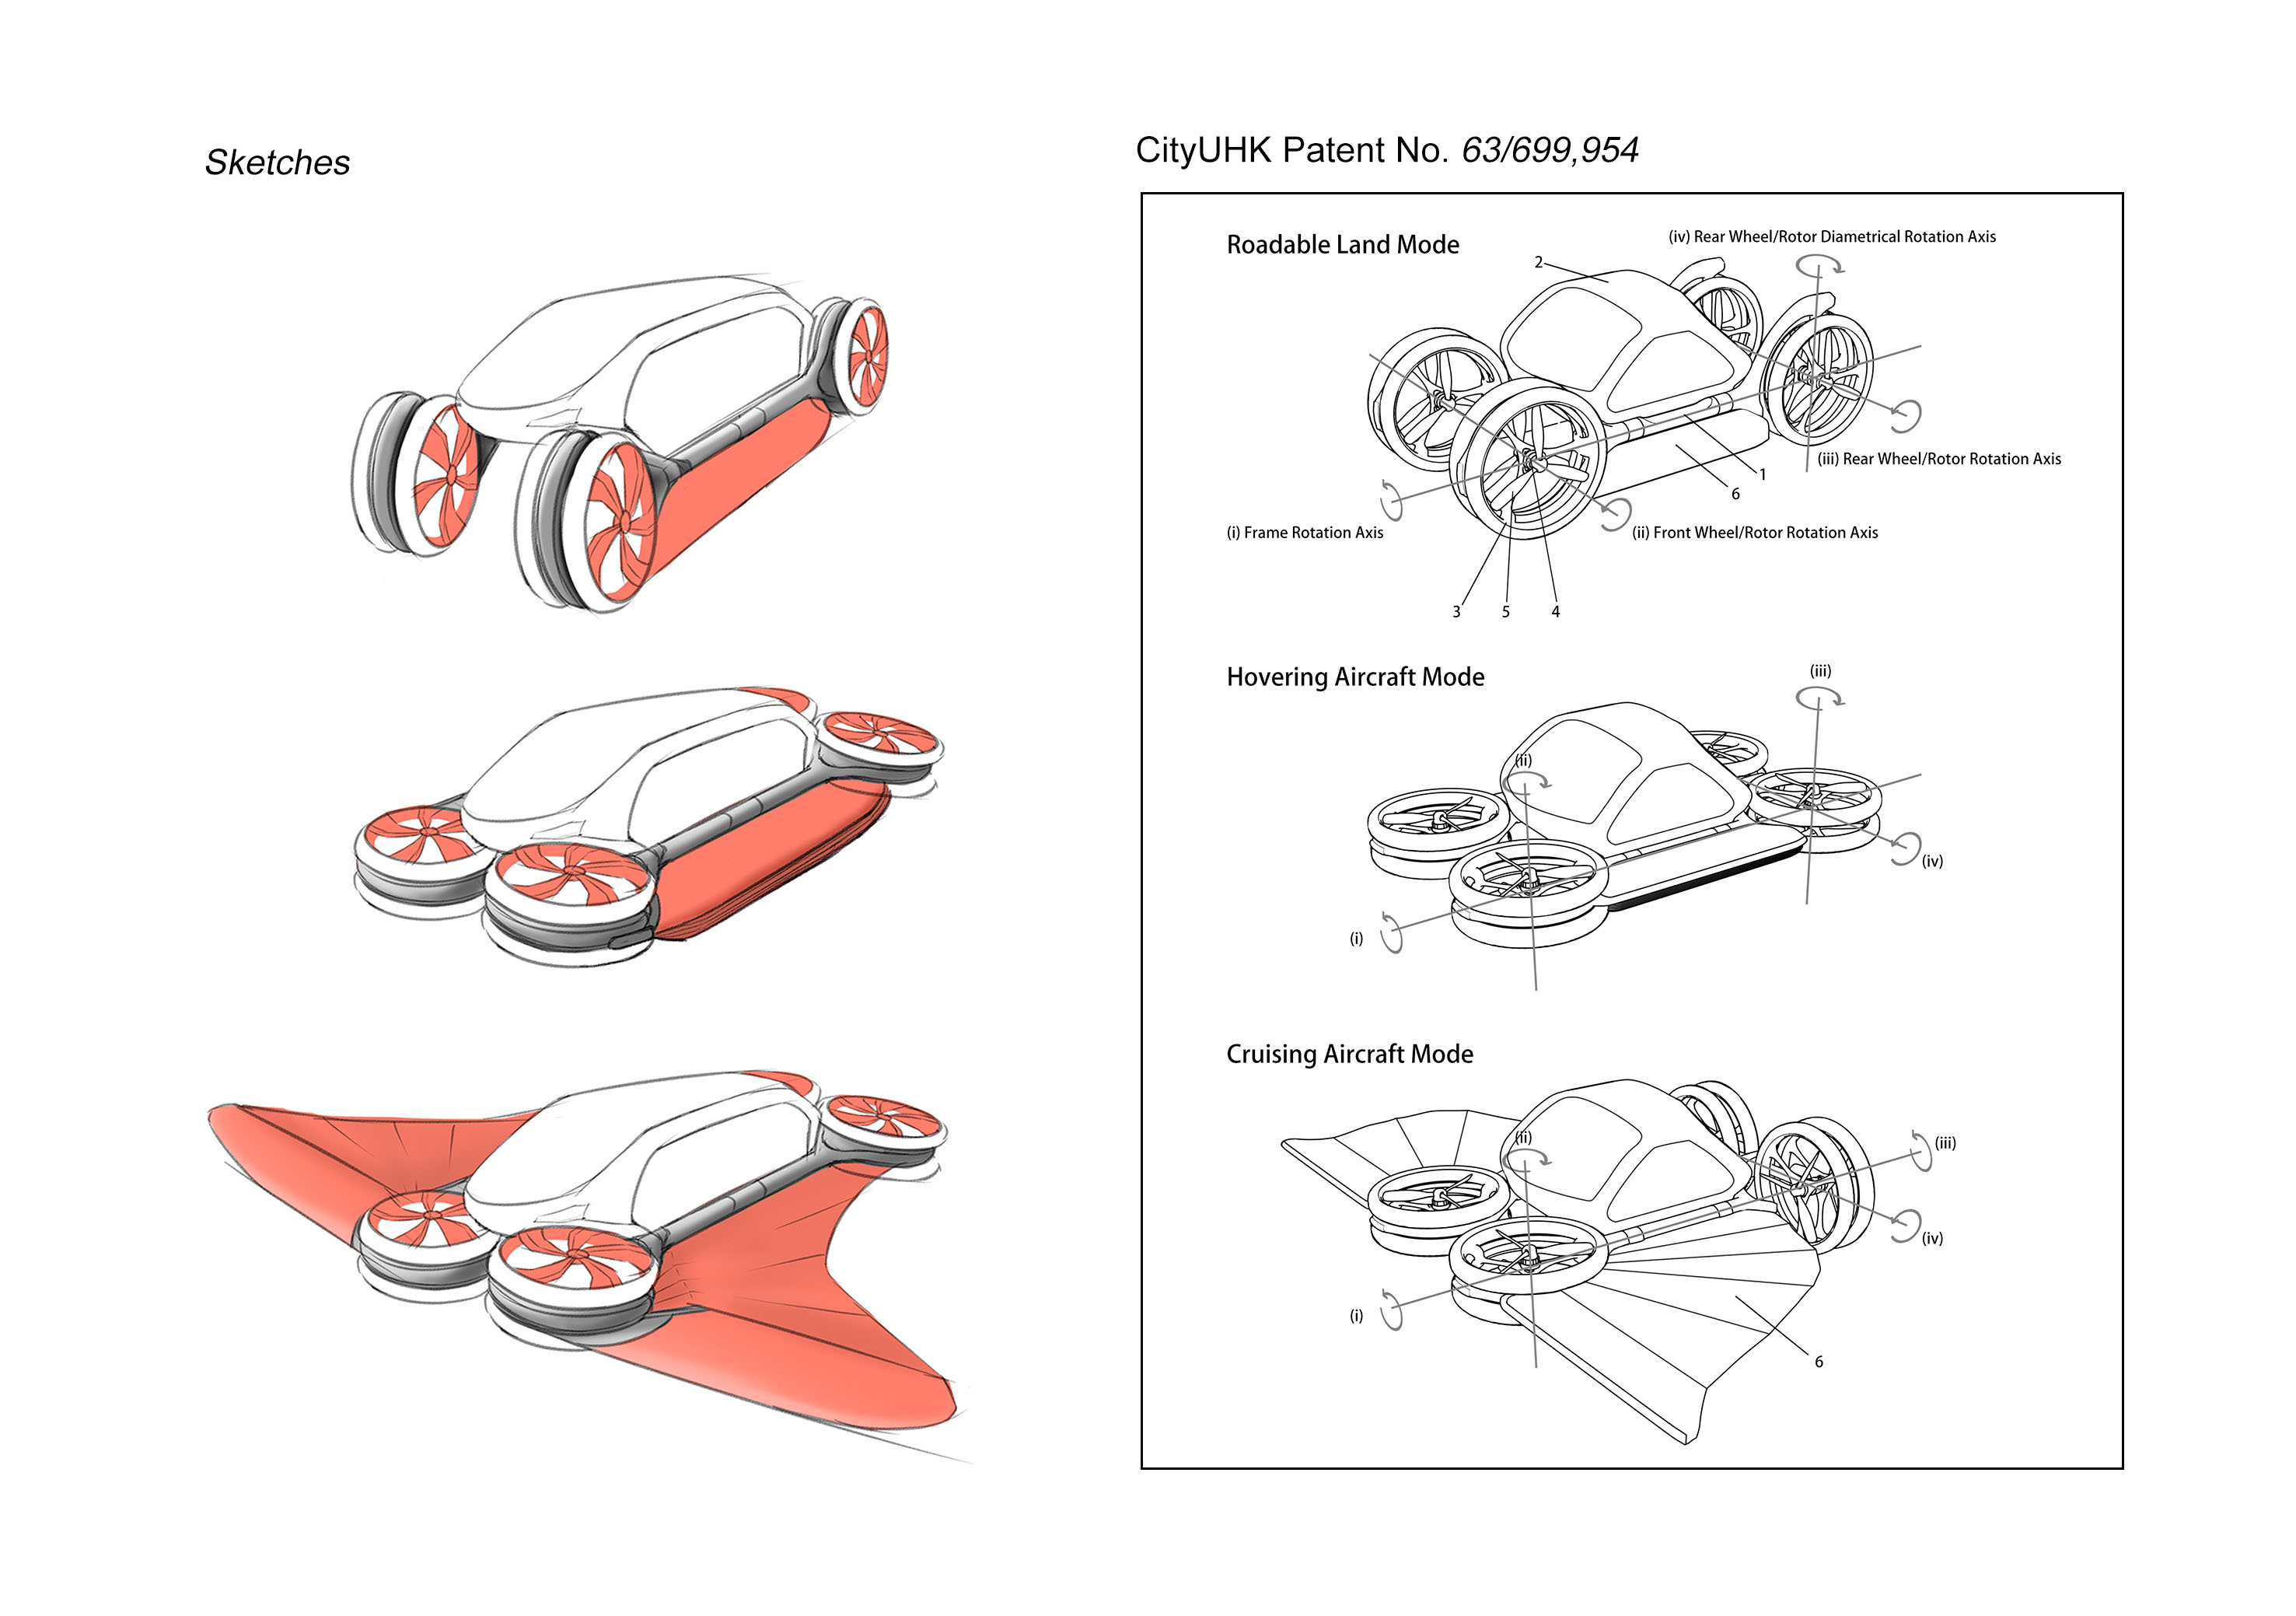 Sketches
CityUHK Patent No. 63/699,954
Roadable Land Mode
(iv) Rear Wheel/Rotor Diametrical Rotation Axis
2
(iii) Rear Wheel/Rotor Rotation Axis
1
6
(i) Frame Rotation Axis
(ii) Front Wheel/Rotor Rotation Axis
3
5
4
Hovering Aircraft Mode
(iii)
(ii)
(iv)
(i)
Cruising Aircraft Mode
(ii)
(iii)
(iv)
(i)
6